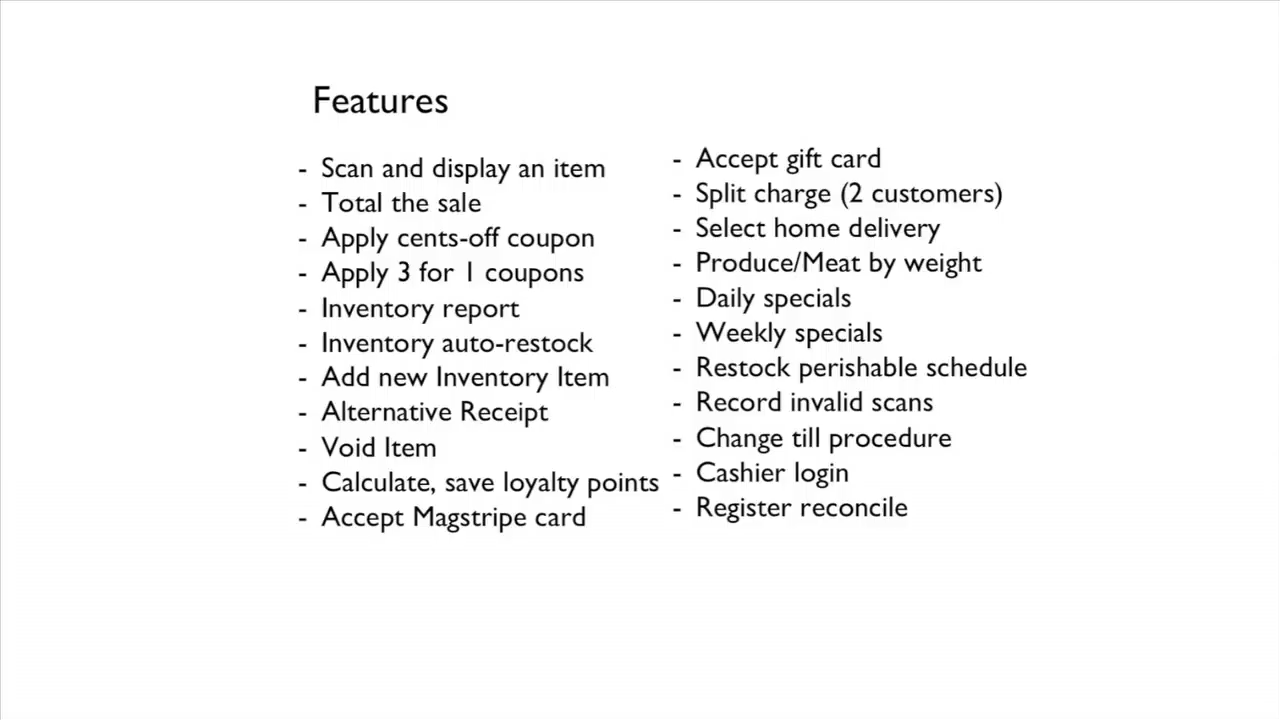 Features
- Scan and display an item
- Total the sale
- Apply cents-off coupon
- Apply 3 for 1 coupons
- Inventory report
- Inventory auto-restock
- Add new Inventory Item
- Alternative Receipt
- Void Item
- Calculate, save loyalty points
- Accept Magstripe card
- Accept gift card
- Split charge (2 customers)
- Select home delivery
- Produce/Meat by weight
- Daily specials
- Weekly specials
- Restock perishable schedule
- Record invalid scans
- Change till procedure
- Cashier login
- Register reconcile